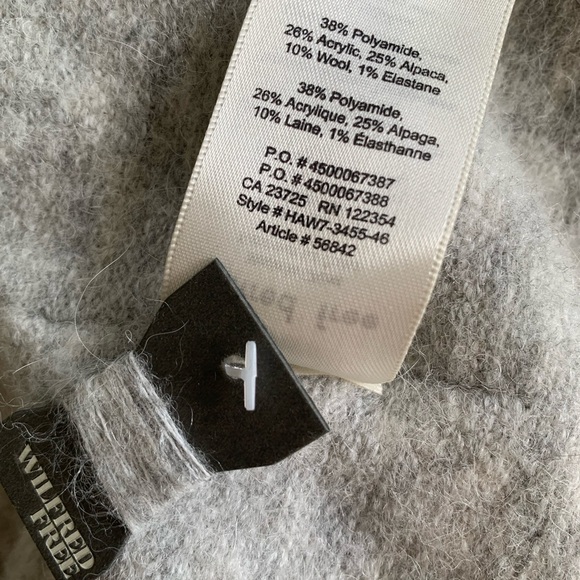 38% Polyamide,
26% Acrylic, 25% Alpaca,
10% Wool, 1% Elastane
38% Polyamide,
26% Acrylique, 25% Alpaga,
10% Laine, 1% Élasthanne
P.O. # 4500067387
P.O. # 4500067388
CA 23725 RN 122354
Style # HAW7-3455-46
Article # 56842
WILFRED
FREE